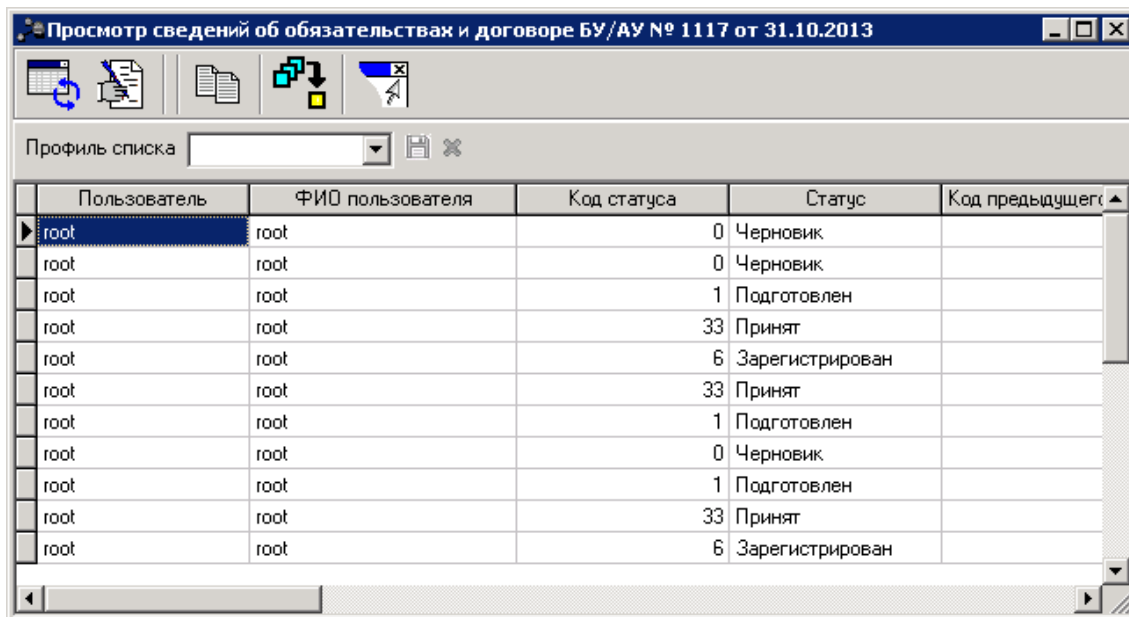 Просмотр сведений об обязательствах и договоре БУ/АУ № 1117 от 31.10.2013
Профиль списка
Пользователь ФИО пользователя Код статуса Статус Код предыдущего
root root 0 Черновик
root root 0 Черновик
root root 1 Подготовлен
root root 33 Принят
root root 6 Зарегистрирован
root root 33 Принят
root root 1 Подготовлен
root root 0 Черновик
root root 1 Подготовлен
root root 33 Принят
root root 6 Зарегистрирован